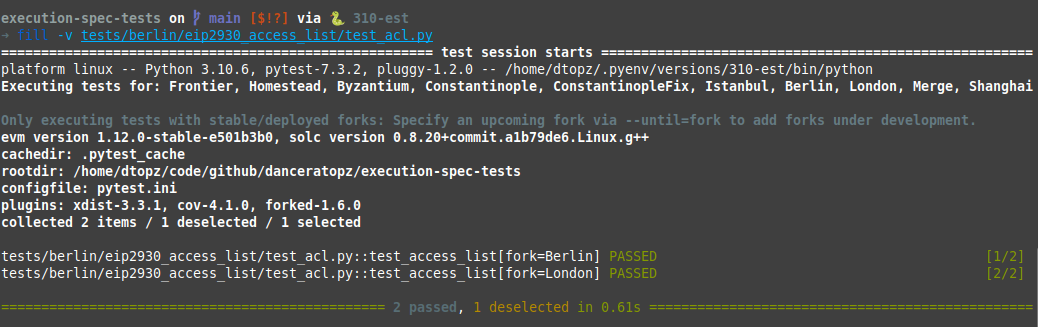 execution-spec-tests on main [$!?] via 310-est
→ fill -v tests/berlin/eip2930_access_list/test_acl.py
====================================================== test session starts ======================================================
platform linux -- Python 3.10.6, pytest-7.3.2, pluggy-1.2.0 -- /home/dtopz/.pyenv/versions/310-est/bin/python
Executing tests for: Frontier, Homestead, Byzantium, Constantinople, ConstantinopleFix, Istanbul, Berlin, London, Merge, Shanghai
Only executing tests with stable/deployed forks: Specify an upcoming fork via --until=fork to add forks under development.
evm version 1.12.0-stable-e501b3b0, solc version 0.8.20+commit.a1b79de6.Linux.g++
cachedir: .pytest_cache
rootdir: /home/dtopz/code/github/danceratopz/execution-spec-tests
configfile: pytest.ini
plugins: xdist-3.3.1, cov-4.1.0, forked-1.6.0
collected 2 items / 1 deselected / 1 selected
tests/berlin/eip2930_access_list/test_acl.py::test_access_list[fork=Berlin] PASSED [1/2]
tests/berlin/eip2930_access_list/test_acl.py::test_access_list[fork=London] PASSED [2/2]
================================================ 2 passed, 1 deselected in 0.61s ================================================